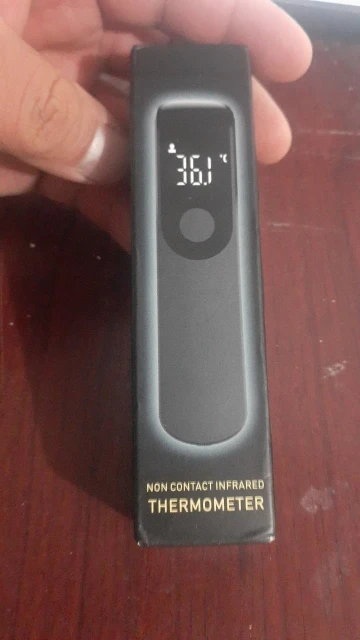 36.1 °C
NON CONTACT INFRARED
THERMOMETER